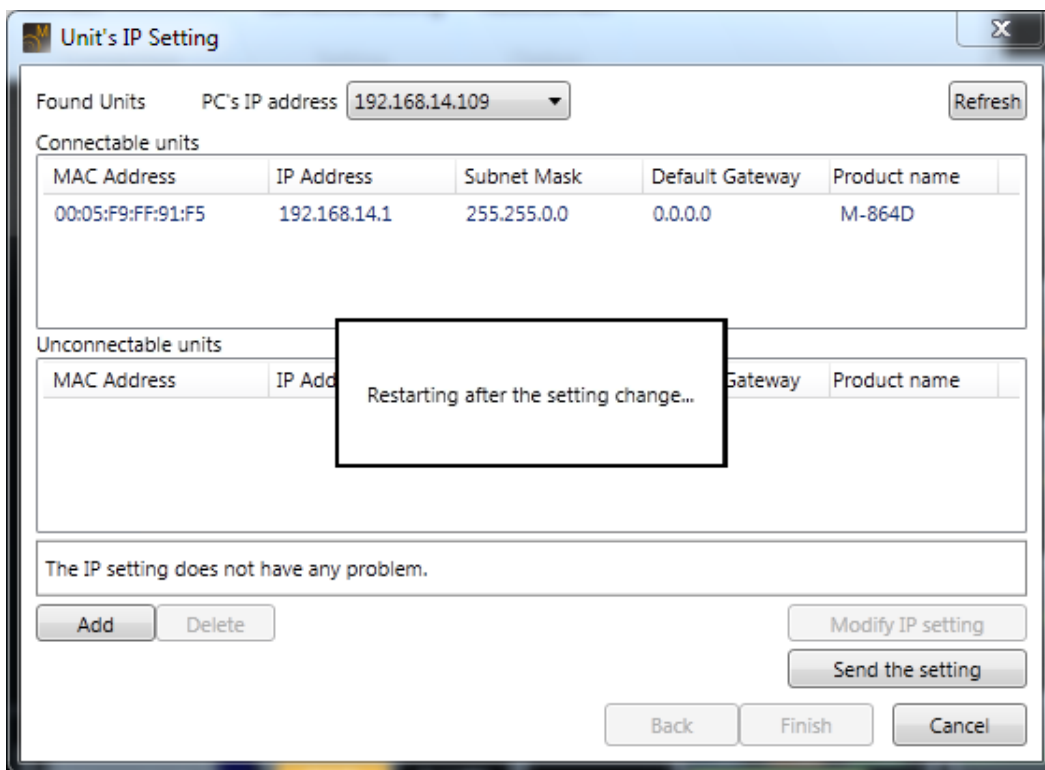 Unit's IP Setting
Found Units PC's IP address 192.168.14.109 Refresh
Connectable units
MAC Address IP Address Subnet Mask Default Gateway Product name
00:05:F9:FF:91:F5 192.168.14.1 255.255.0.0 0.0.0.0 M-864D
Unconnectable units
MAC Address IP Add Gateway Product name
Restarting after the setting change...
The IP setting does not have any problem.
Add Delete Modify IP setting
Send the setting
Back Finish Cancel